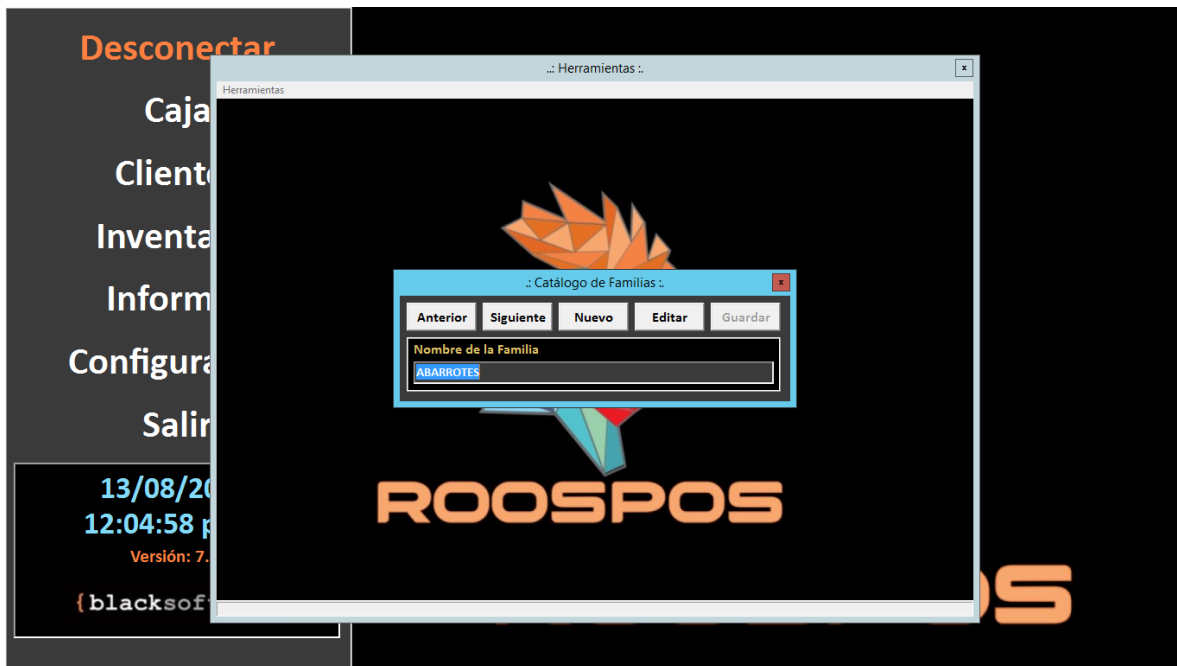 Desconectar
Caja
Client
Inventa
Inform
Configura
Salir
13/08/20
12:04:58 p
Versión: 7.
{blacksof
..: Herramientas :.
x
Herramientas
.: Catálogo de Familias :.
x
Anterior Siguiente Nuevo Editar Guardar
Nombre de la Familia
ABARROTES
ROOSPOS
OS